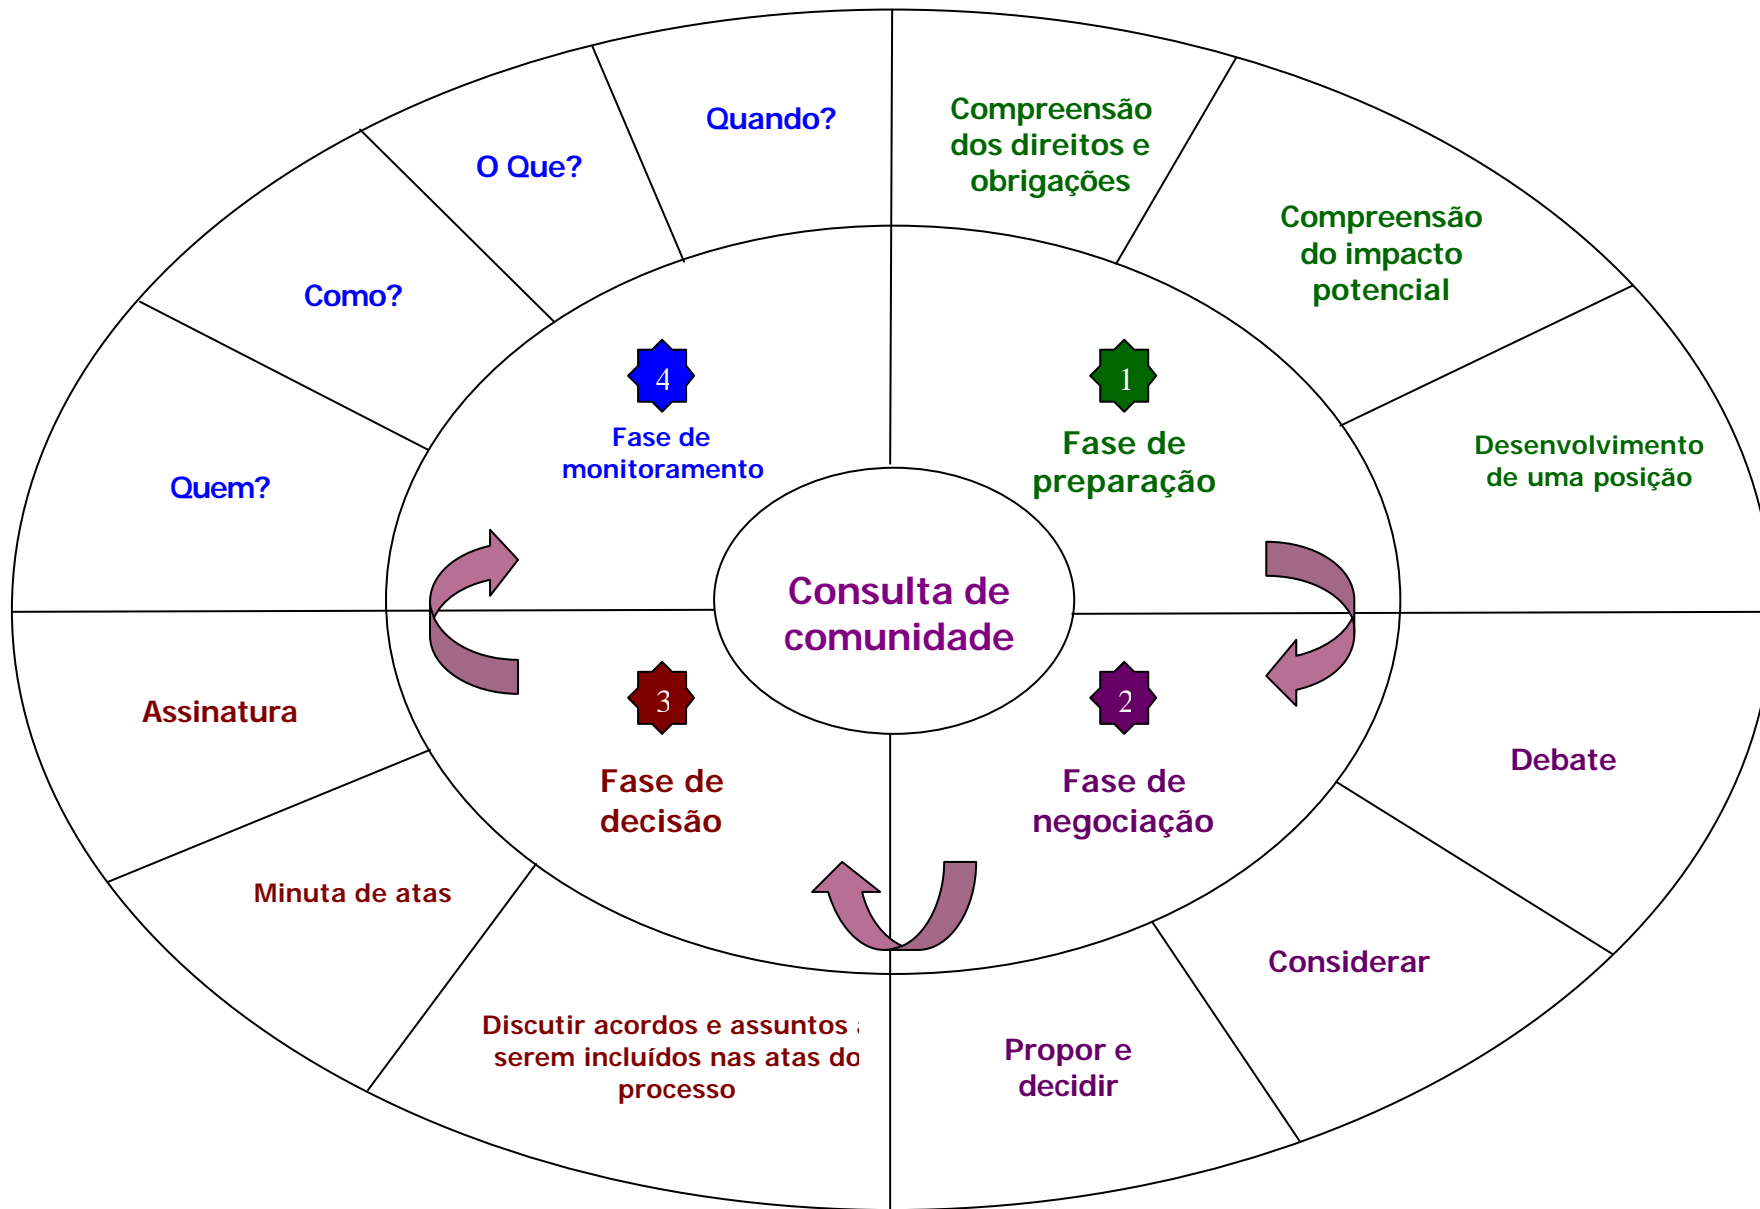 Quando?
O Que?
Como?
Quem?
Compreensão
dos direitos e
obrigações
Compreensão
do impacto
potencial
Desenvolvimento
de uma posição
4
Fase de
monitoramento
1
Fase de
preparação
Consulta de
comunidade
3
Fase de
decisão
2
Fase de
negociação
Assinatura
Minuta de atas
Discutir acordos e assuntos a
serem incluídos nas atas do
processo
Debate
Considerar
Propor e
decidir